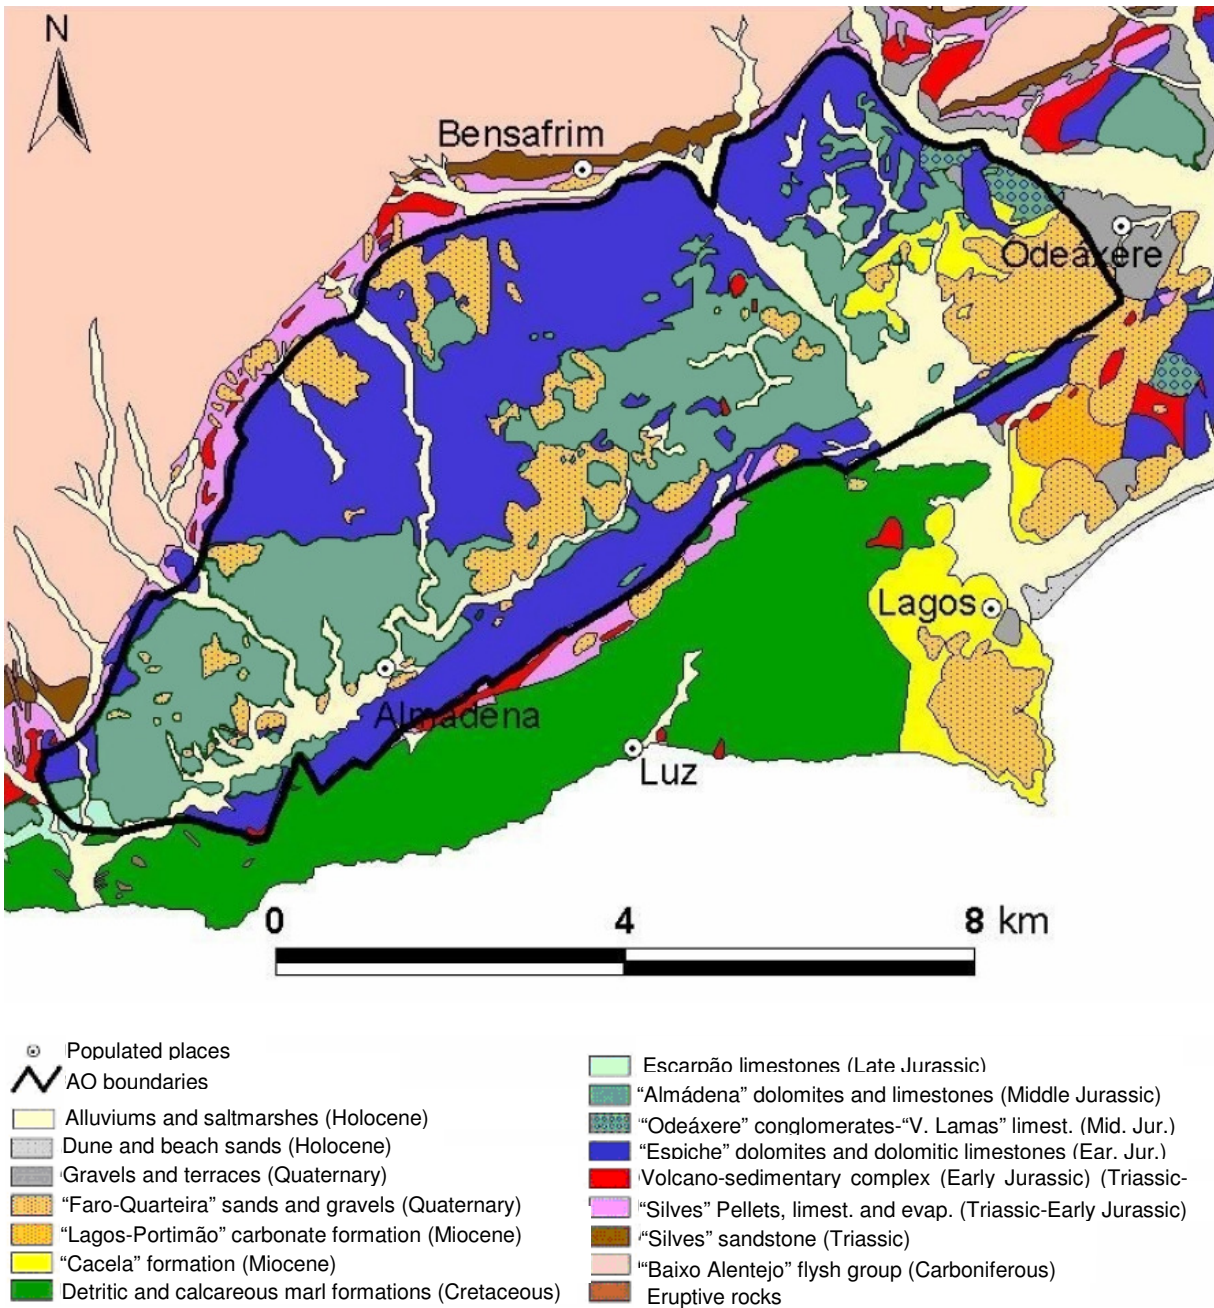 N
Bensafrim
Odeáxere
Lagos
Almádena
Luz
0 4 8 km
Populated places
AO boundaries
Alluviums and saltmarshes (Holocene)
Dune and beach sands (Holocene)
Gravels and terraces (Quaternary)
“Faro-Quarteira” sands and gravels (Quaternary)
“Lagos-Portimão” carbonate formation (Miocene)
“Cacela” formation (Miocene)
Detritic and calcareous marl formations (Cretaceous)
Escarpão limestones (Late Jurassic)
“Almádena” dolomites and limestones (Middle Jurassic)
“Odeáxere” conglomerates-“V. Lamas” limest. (Mid. Jur.)
“Espiche” dolomites and dolomitic limestones (Ear. Jur.)
Volcano-sedimentary complex (Early Jurassic) (Triassic-
“Silves” Pellets, limest. and evap. (Triassic-Early Jurassic)
“Silves” sandstone (Triassic)
“Baixo Alentejo” flysh group (Carboniferous)
Eruptive rocks